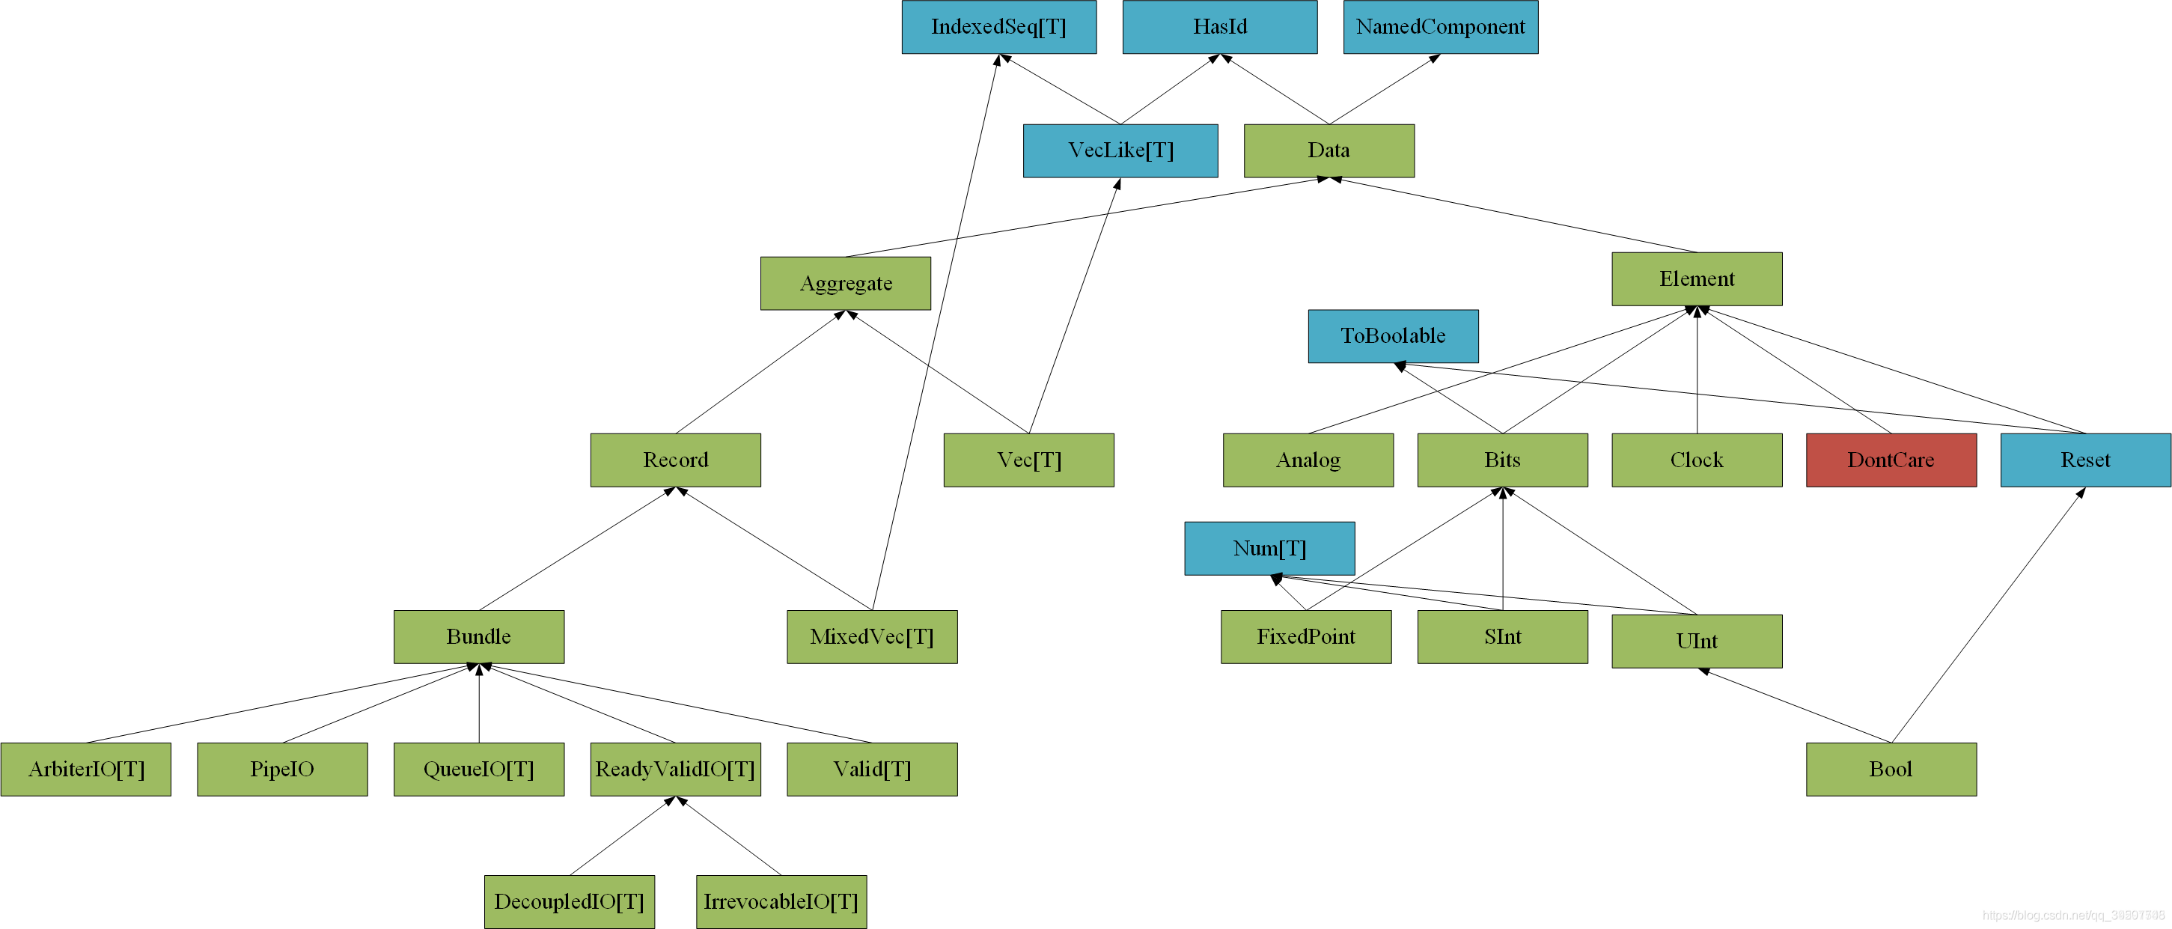 IndexedSeq[T]
HasId
NamedComponent
VecLike[T]
Data
Aggregate
Element
ToBoolable
Record
Vec[T]
Analog
Bits
Clock
DontCare
Reset
Num[T]
Bundle
MixedVec[T]
FixedPoint
SInt
UInt
ArbiterIO[T]
PipeIO
QueueIO[T]
ReadyValidIO[T]
Valid[T]
Bool
DecoupledIO[T]
IrrevocableIO[T]